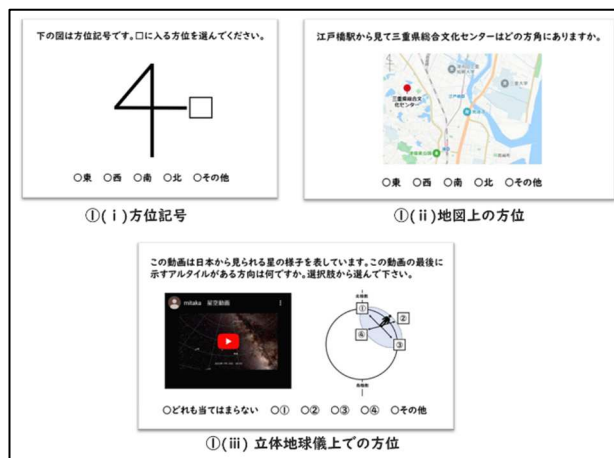 下の図は方位記号です。□に入る方位を選んでください。
○東 ○西 ○南 ○北 ○その他
①(ⅰ)方位記号
江戸橋駅から見て三重県総合文化センターはどの方角にありますか。
三重県総合文
化センター
江戸橋
○東 ○西 ○南 ○北 ○その他
①(ⅱ)地図上の方位
この動画は日本から見られる星の様子を表しています。この動画の最後に
示すアルタイルがある方向は何ですか。選択肢から選んで下さい。
mitaka 星空動画
①
②
④
③
○どれも当てはまらない ○① ○② ○③ ○④ ○その他
①(ⅲ) 立体地球儀上での方位